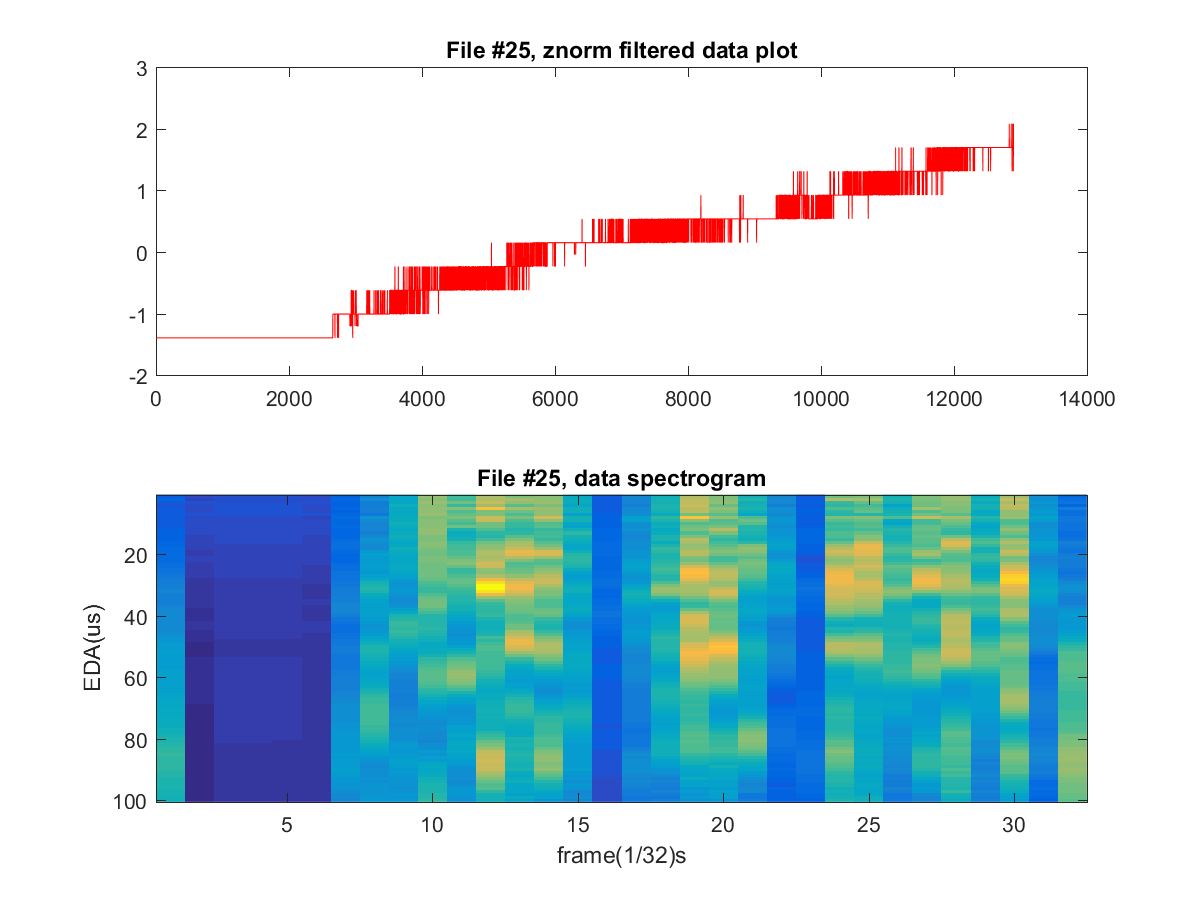 File #25, znorm filtered data plot
3
2
1
0
-1
-2
0 2000 4000 6000 8000 10000 12000 14000
File #25, data spectrogram
EDA(us)
20
40
60
80
100
5 10 15 20 25 30
frame(1/32)s